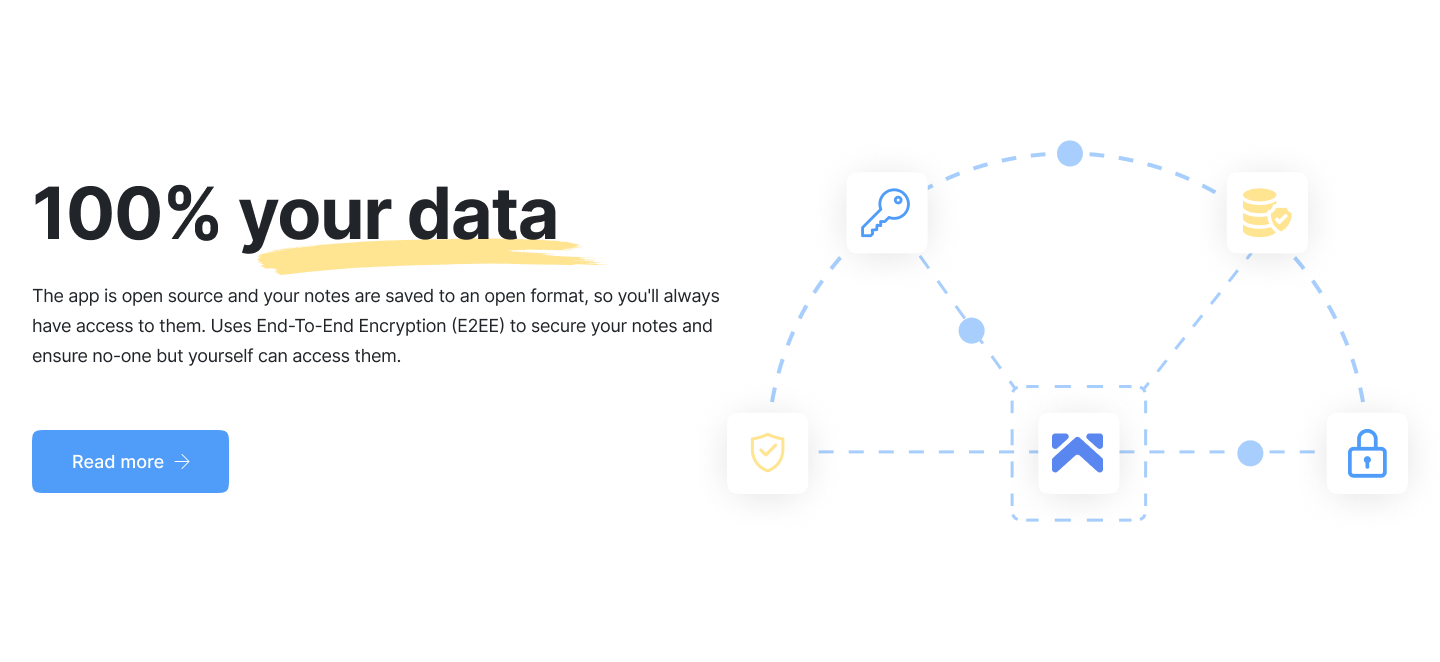 100% your data
The app is open source and your notes are saved to an open format, so you'll always
have access to them. Uses End-To-End Encryption (E2EE) to secure your notes and
ensure no-one but yourself can access them.
Read more